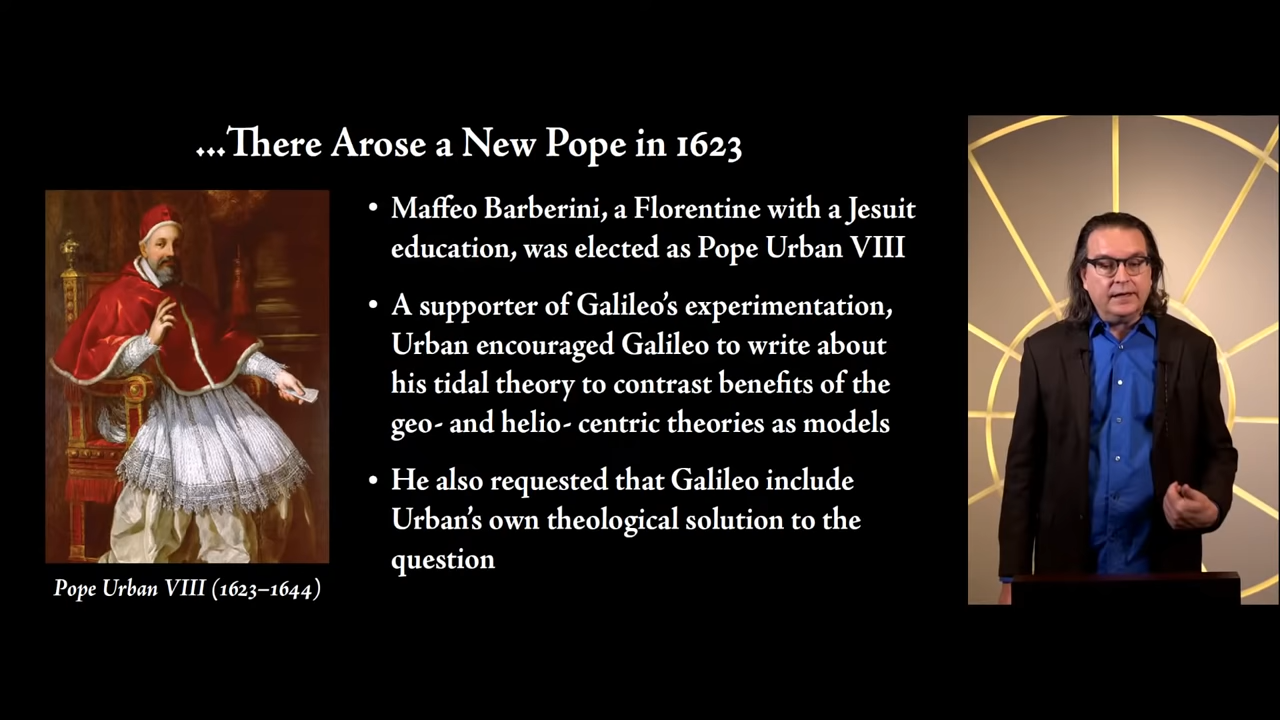 ...There Arose a New Pope in 1623
• Maffeo Barberini, a Florentine with a Jesuit
education, was elected as Pope Urban VIII
• A supporter of Galileo's experimentation,
Urban encouraged Galileo to write about
his tidal theory to contrast benefits of the
geo- and helio- centric theories as models
• He also requested that Galileo include
Urban's own theological solution to the
question
Pope Urban VIII (1623–1644)